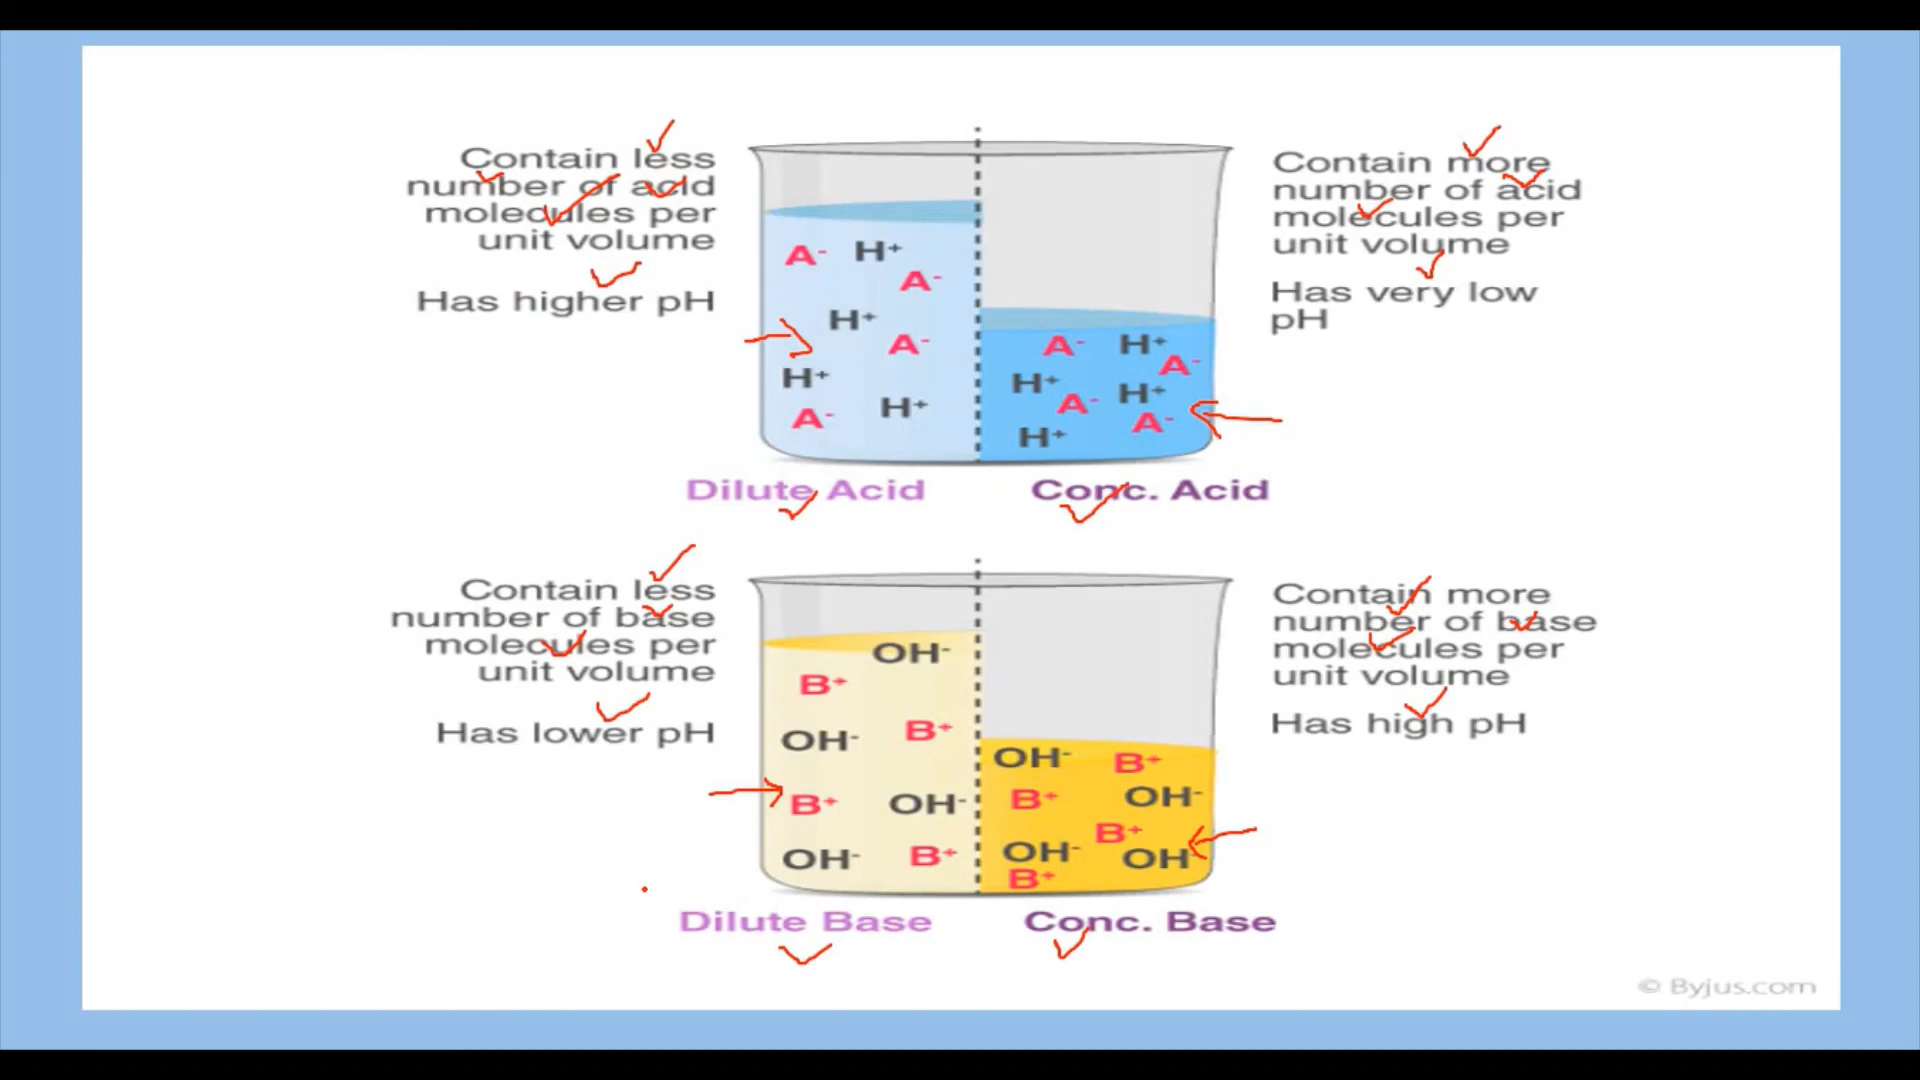 Contain less
number of acid
molecules per
unit volume
Has higher pH
A- H+
A-
H+
A-
H+
H+
A-
Contain more
number of acid
molecules per
unit volume
Has very low
pH
A- H+
A-
H+ H+
A-
A-
H+
Dilute Acid Conc. Acid
Contain less
number of base
molecules per
unit volume
Has lower pH
OH-
B+
B+
OH-
B+ OH-
OH- B+
Contain more
number of base
molecules per
unit volume
Has high pH
OH- B+
B+ OH-
B+
OH- OH-
B+
Dilute Base Conc. Base
© Byjus.com